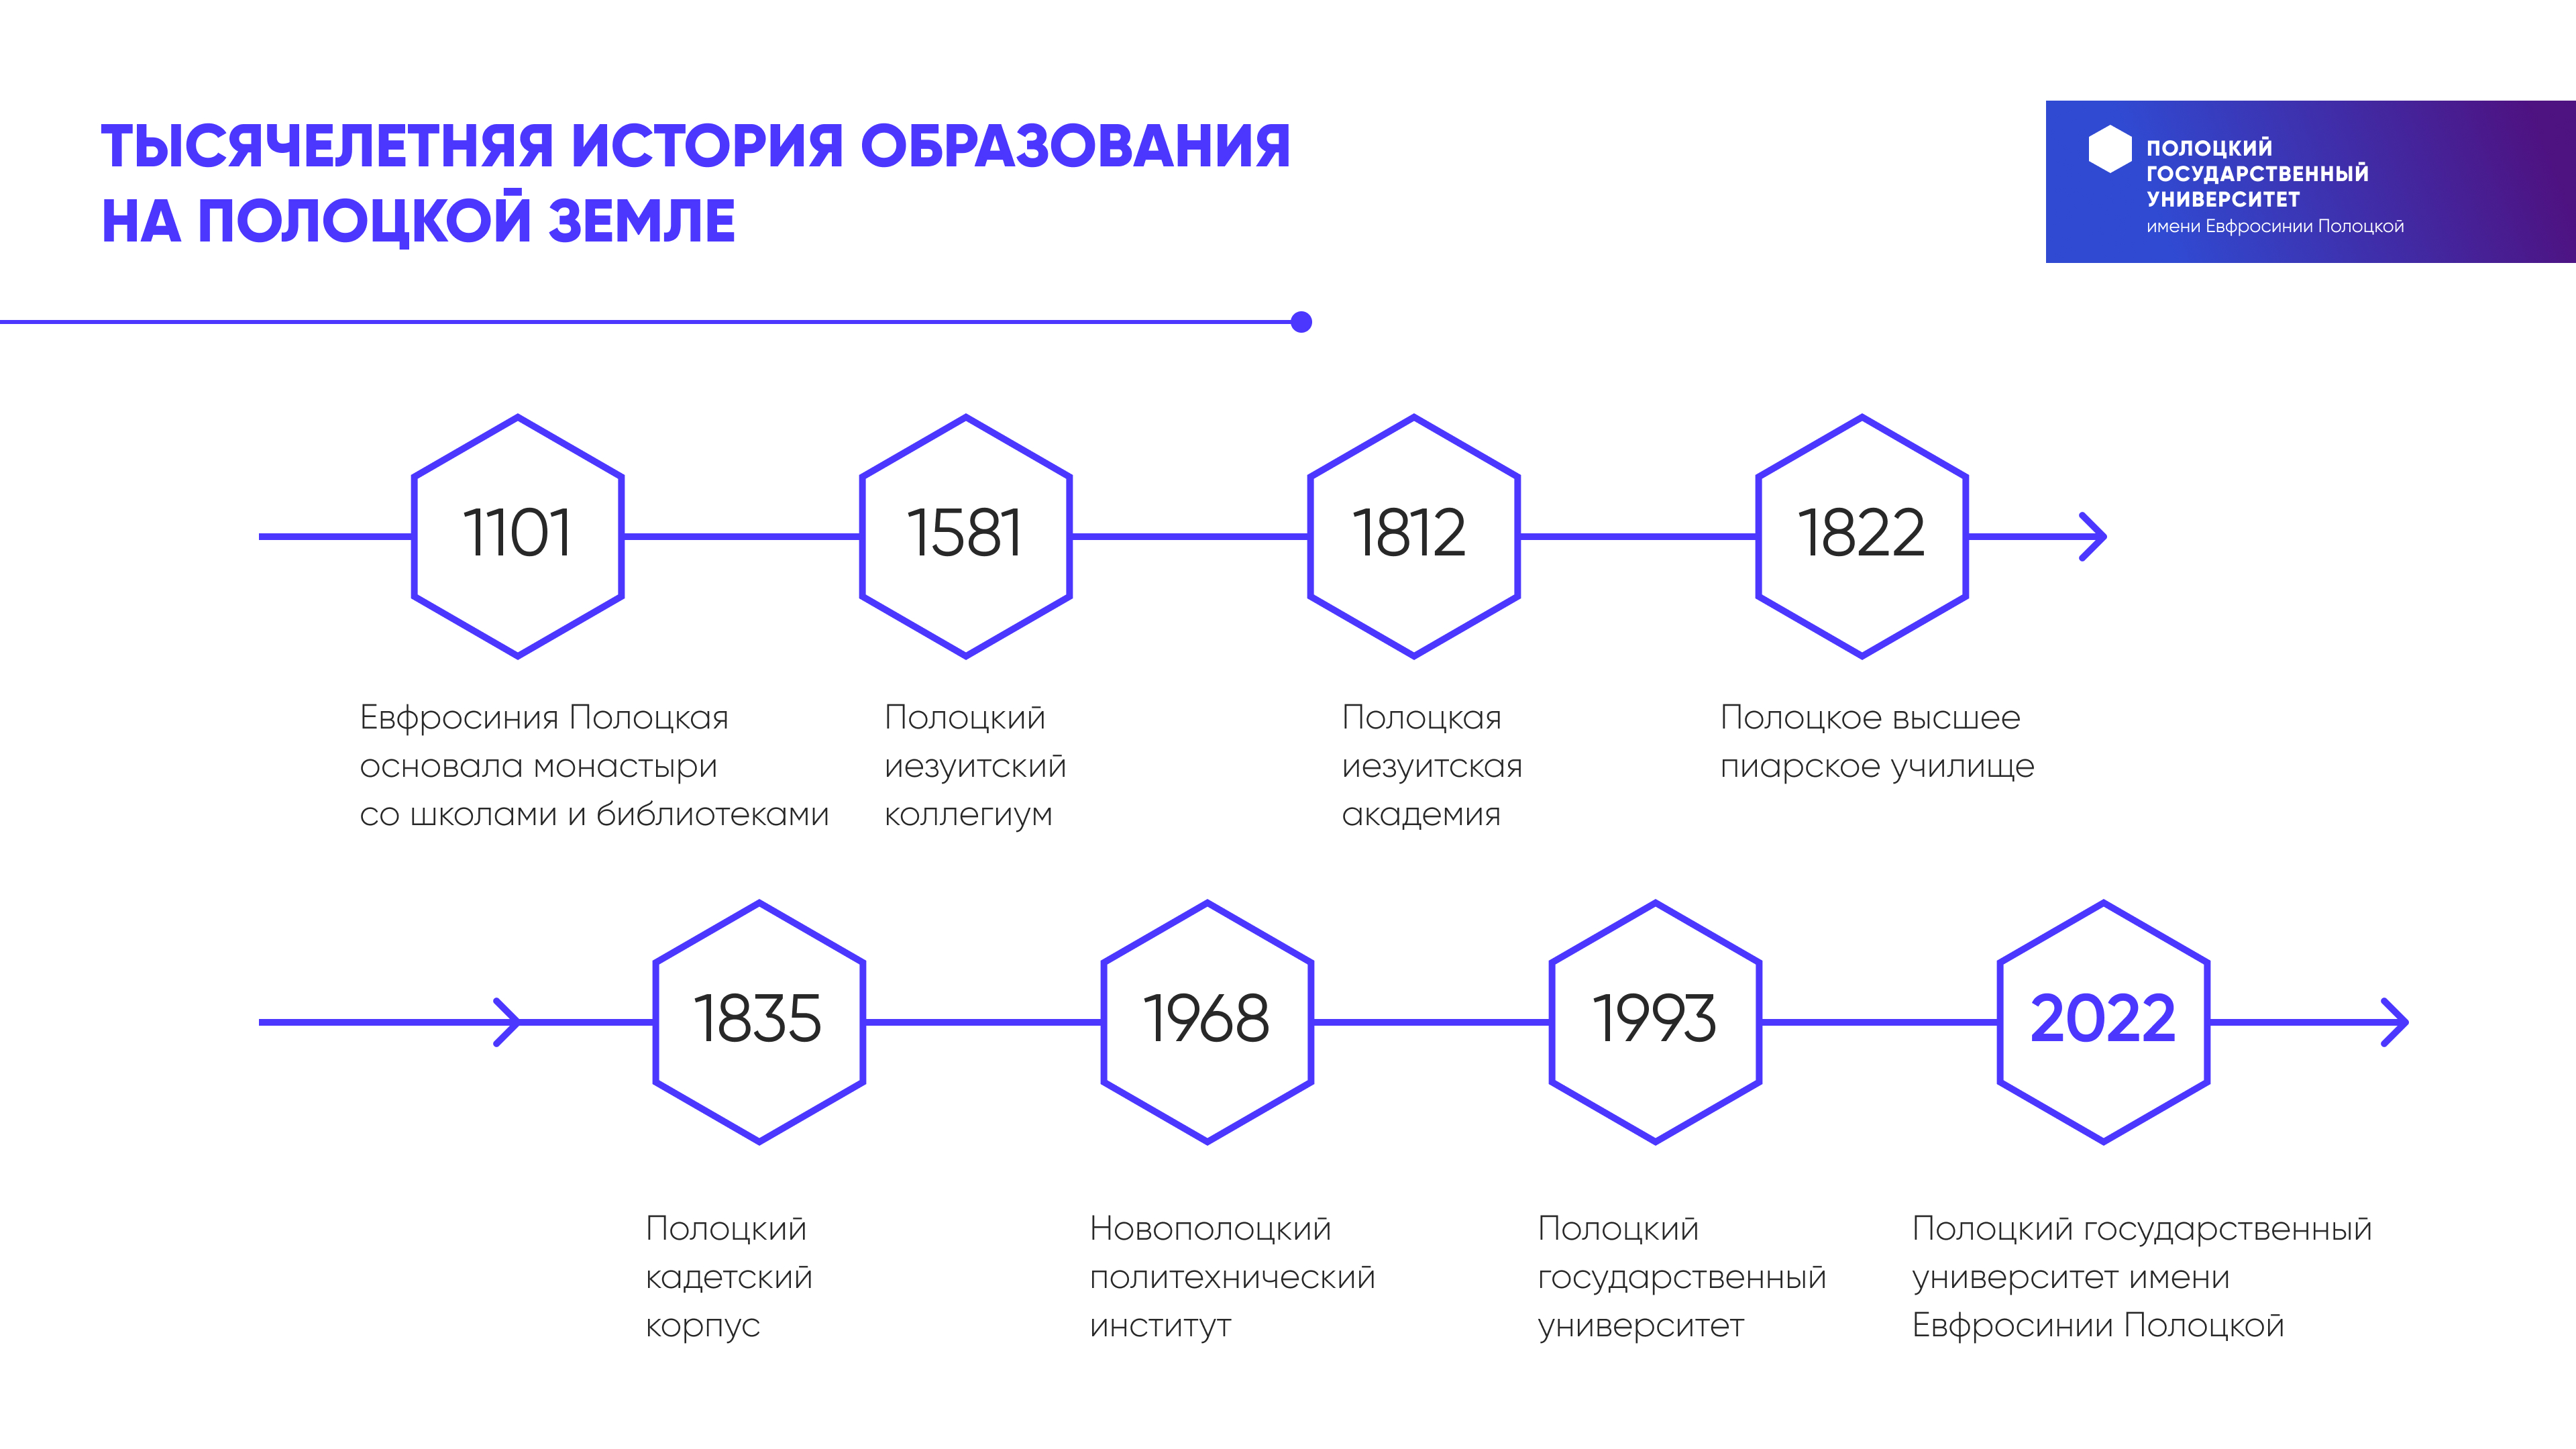 ТЫСЯЧЕЛЕТНЯЯ ИСТОРИЯ ОБРАЗОВАНИЯ
НА ПОЛОЦКОЙ ЗЕМЛЕ
ПОЛОЦКИЙ
ГОСУДАРСТВЕННЫЙ
УНИВЕРСИТЕТ
имени Евфросинии Полоцкой
1101
Евфросиния Полоцкая
основала монастыри
со школами и библиотеками
1581
Полоцкий
иезуитский
коллегиум
1812
Полоцкая
иезуитская
академия
1822
Полоцкое высшее
пиарское училище
1835
Полоцкий
кадетский
корпус
1968
Новополоцкий
политехнический
институт
1993
Полоцкий
государственный
университет
2022
Полоцкий государственный
университет имени
Евфросинии Полоцкой